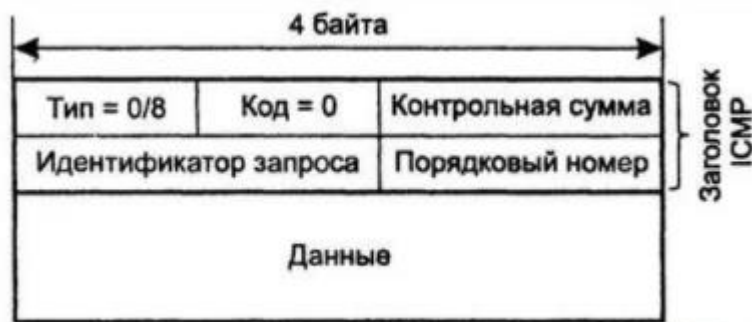 4 байта
Тип = 0/8 Код = 0 Контрольная сумма
Идентификатор запроса Порядковый номер
Данные
Заголовок
ICMP